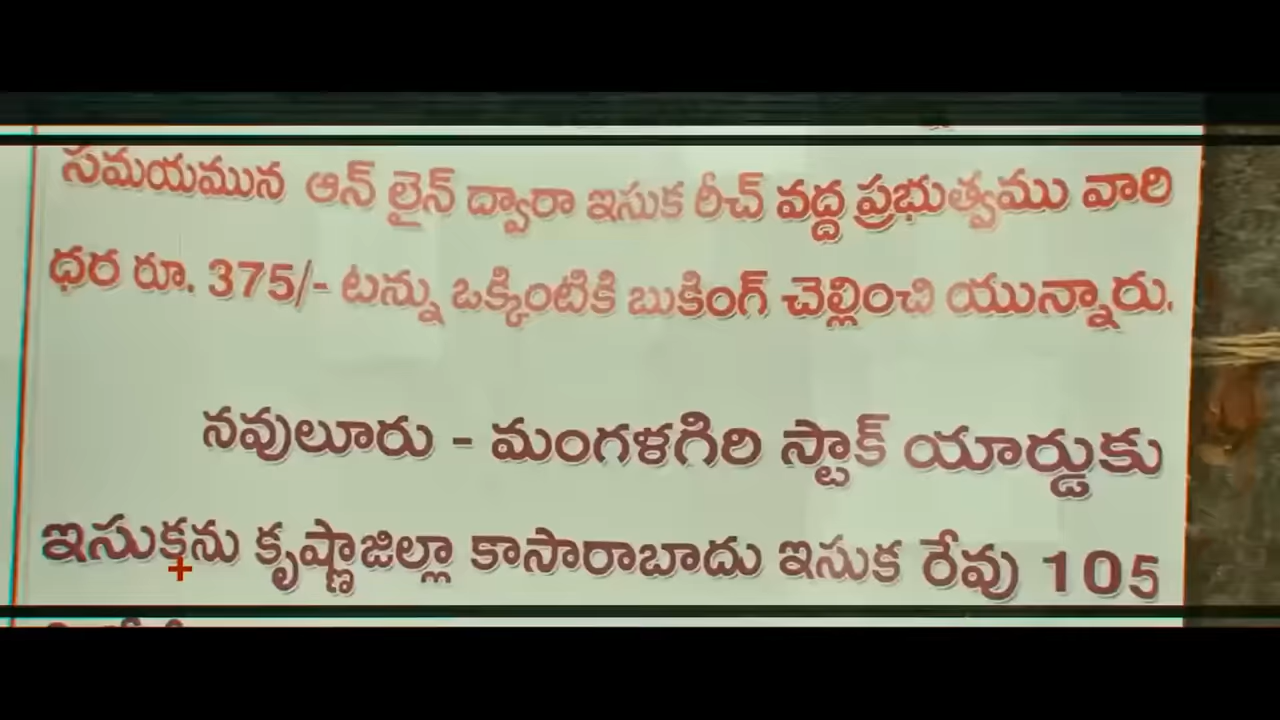 సమయమున ఆన్ లైన్ ద్వారా ఇసుక రీచ్ వద్ద ప్రభుత్వము వారి
ధర రూ. 375/- టన్ను ఒక్కింటికి బుకింగ్ చెల్లించి యున్నారు.
నవులూరు - మంగళగిరి స్టాక్ యార్డుకు
ఇసుకను కృష్ణాజిల్లా కాసారాబాదు ఇసుక రేవు 105